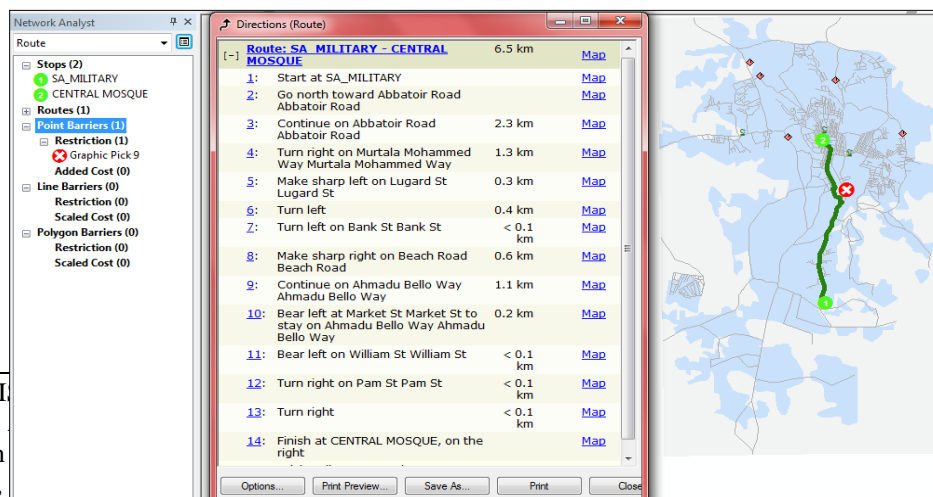 Network Analyst
Route
Stops (2)
1 SA_MILITARY
2 CENTRAL MOSQUE
Routes (1)
Point Barriers (1)
Restriction (1)
Graphic Pick 9
Added Cost (0)
Line Barriers (0)
Restriction (0)
Scaled Cost (0)
Polygon Barriers (0)
Restriction (0)
Scaled Cost (0)
Directions (Route)
[-] Route: SA_MILITARY - CENTRAL 6.5 km Map
MOSQUE
1: Start at SA_MILITARY Map
2: Go north toward Abbatoir Road Map
Abbatoir Road
3: Continue on Abbatoir Road 2.3 km Map
Abbatoir Road
4: Turn right on Murtala Mohammed 1.3 km Map
Way Murtala Mohammed Way
5: Make sharp left on Lugard St 0.3 km Map
Lugard St
6: Turn left 0.4 km Map
7: Turn left on Bank St Bank St < 0.1 Map
km
8: Make sharp right on Beach Road 0.6 km Map
Beach Road
9: Continue on Ahmadu Bello Way 1.1 km Map
Ahmadu Bello Way
10: Bear left at Market St Market St to 0.2 km Map
stay on Ahmadu Bello Way Ahmadu
Bello Way
11: Bear left on William St William St < 0.1 Map
km
12: Turn right on Pam St Pam St < 0.1 Map
km
13: Turn right < 0.1 Map
km
14: Finish at CENTRAL MOSQUE, on the Map
right
Options... Print Preview... Save As... Print Close
2
1